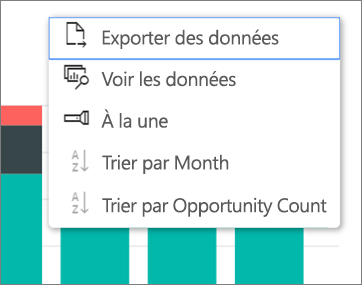 Exporter des données
Voir les données
À la une
Trier par Month
Trier par Opportunity Count